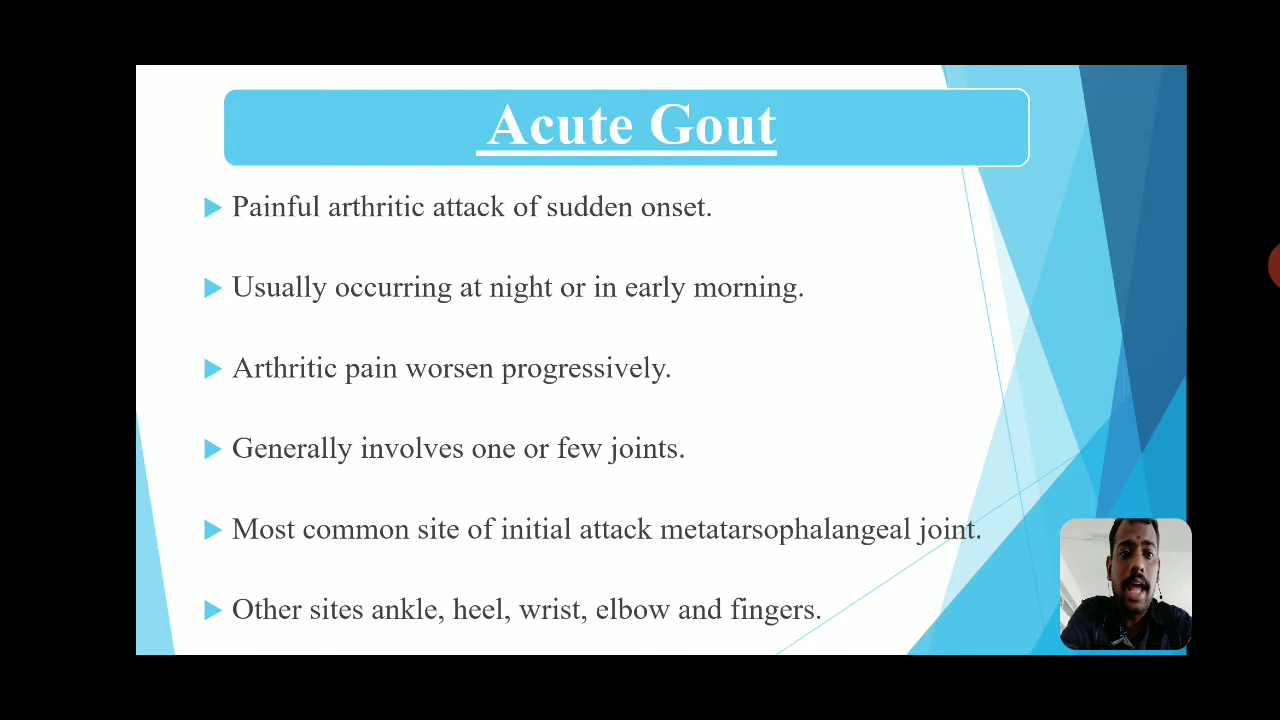 Acute Gout
Painful arthritic attack of sudden onset.
Usually occurring at night or in early morning.
Arthritic pain worsen progressively.
Generally involves one or few joints.
Most common site of initial attack metatarsophalangeal joint.
Other sites ankle, heel, wrist, elbow and fingers.